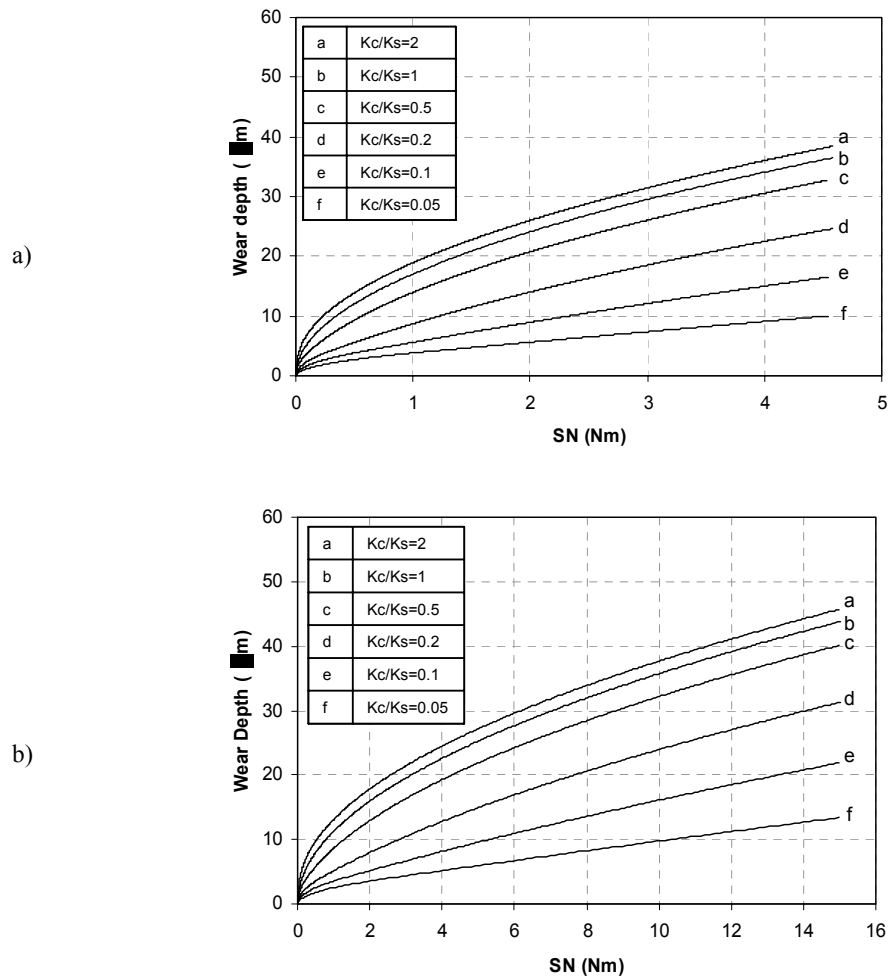 a)
60
50
40
30
20
10
0
Wear depth ( m)
a Kc/Ks=2
b Kc/Ks=1
c Kc/Ks=0.5
d Kc/Ks=0.2
e Kc/Ks=0.1
f Kc/Ks=0.05
a
b
c
d
e
f
0 1 2 3 4 5
SN (Nm)
b)
60
50
40
30
20
10
0
Wear Depth ( m)
a Kc/Ks=2
b Kc/Ks=1
c Kc/Ks=0.5
d Kc/Ks=0.2
e Kc/Ks=0.1
f Kc/Ks=0.05
a
b
c
d
e
f
0 2 4 6 8 10 12 14 16
SN (Nm)